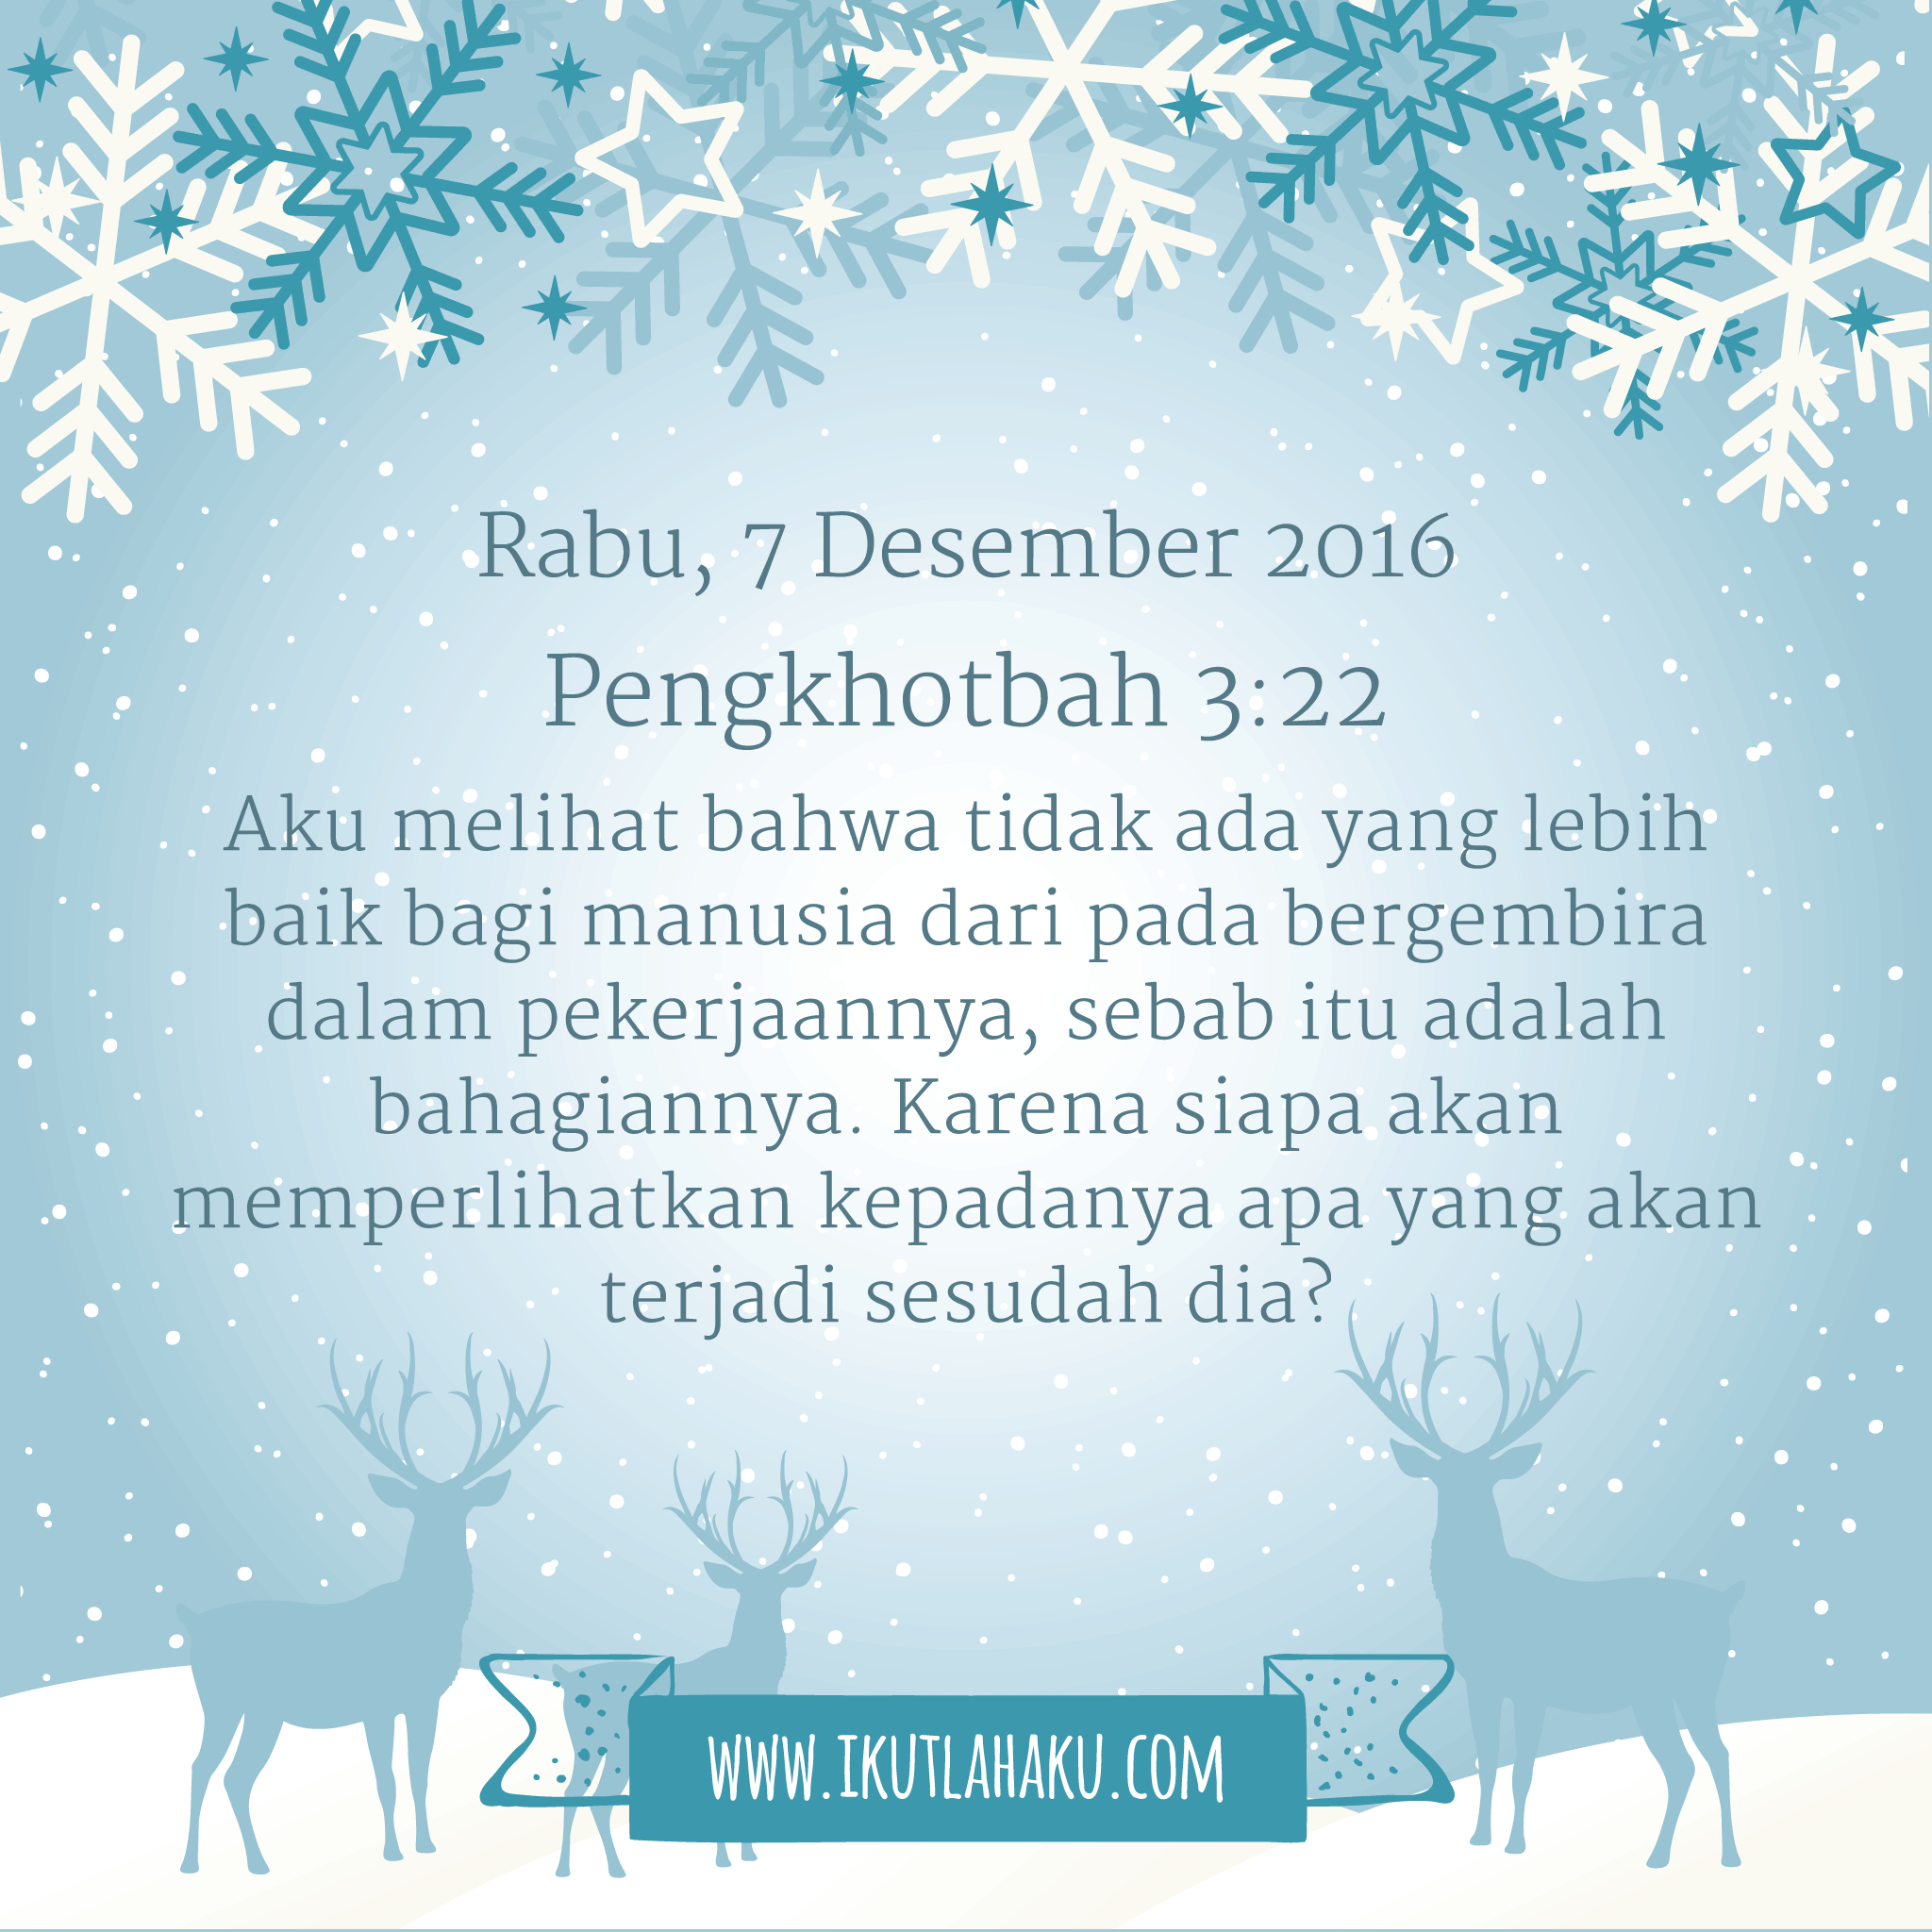 Rabu, 7 Desember 2016
Pengkhotbah 3:22
Aku melihat bahwa tidak ada yang lebih
baik bagi manusia dari pada bergembira
dalam pekerjaannya, sebab itu adalah
bahagiannya. Karena siapa akan
memperlihatkan kepadanya apa yang akan
terjadi sesudah dia?
WWW.IKUTLAHAKU.COM